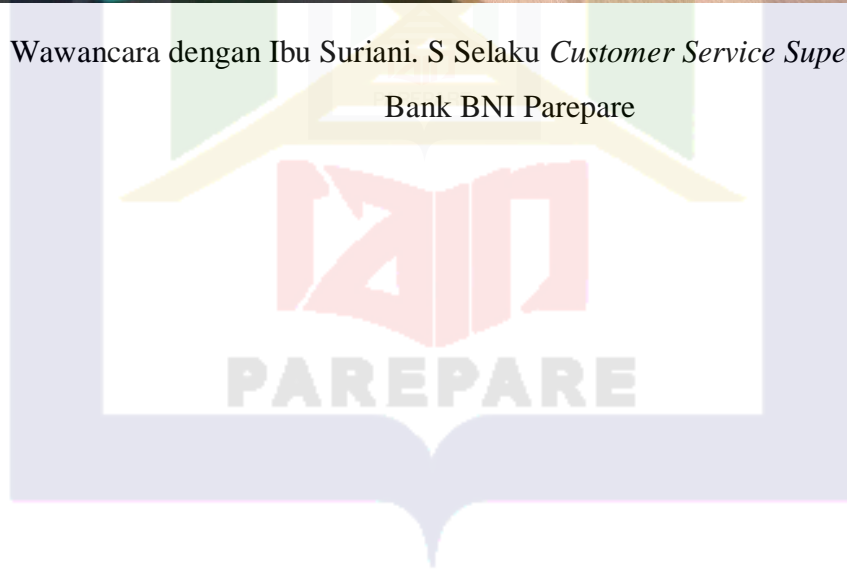 Wawancara dengan Ibu Suriani. S Selaku Customer Service Supe
Bank BNI Parepare
PAREPARE